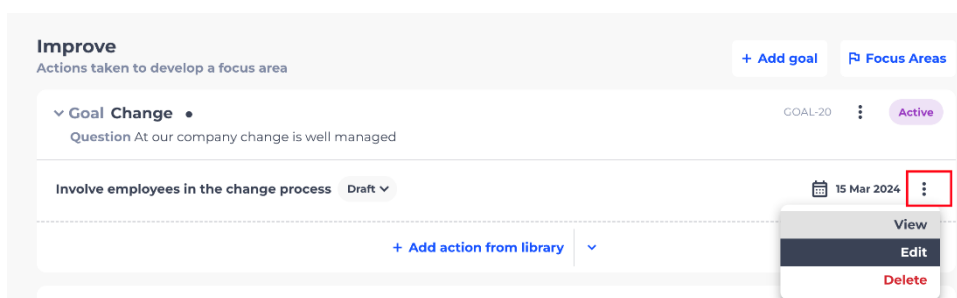 Improve
Actions taken to develop a focus area
+ Add goal
Focus Areas
Goal Change •
GOAL-20
Active
Question At our company change is well managed
Involve employees in the change process Draft
15 Mar 2024
View
+ Add action from library
Edit
Delete